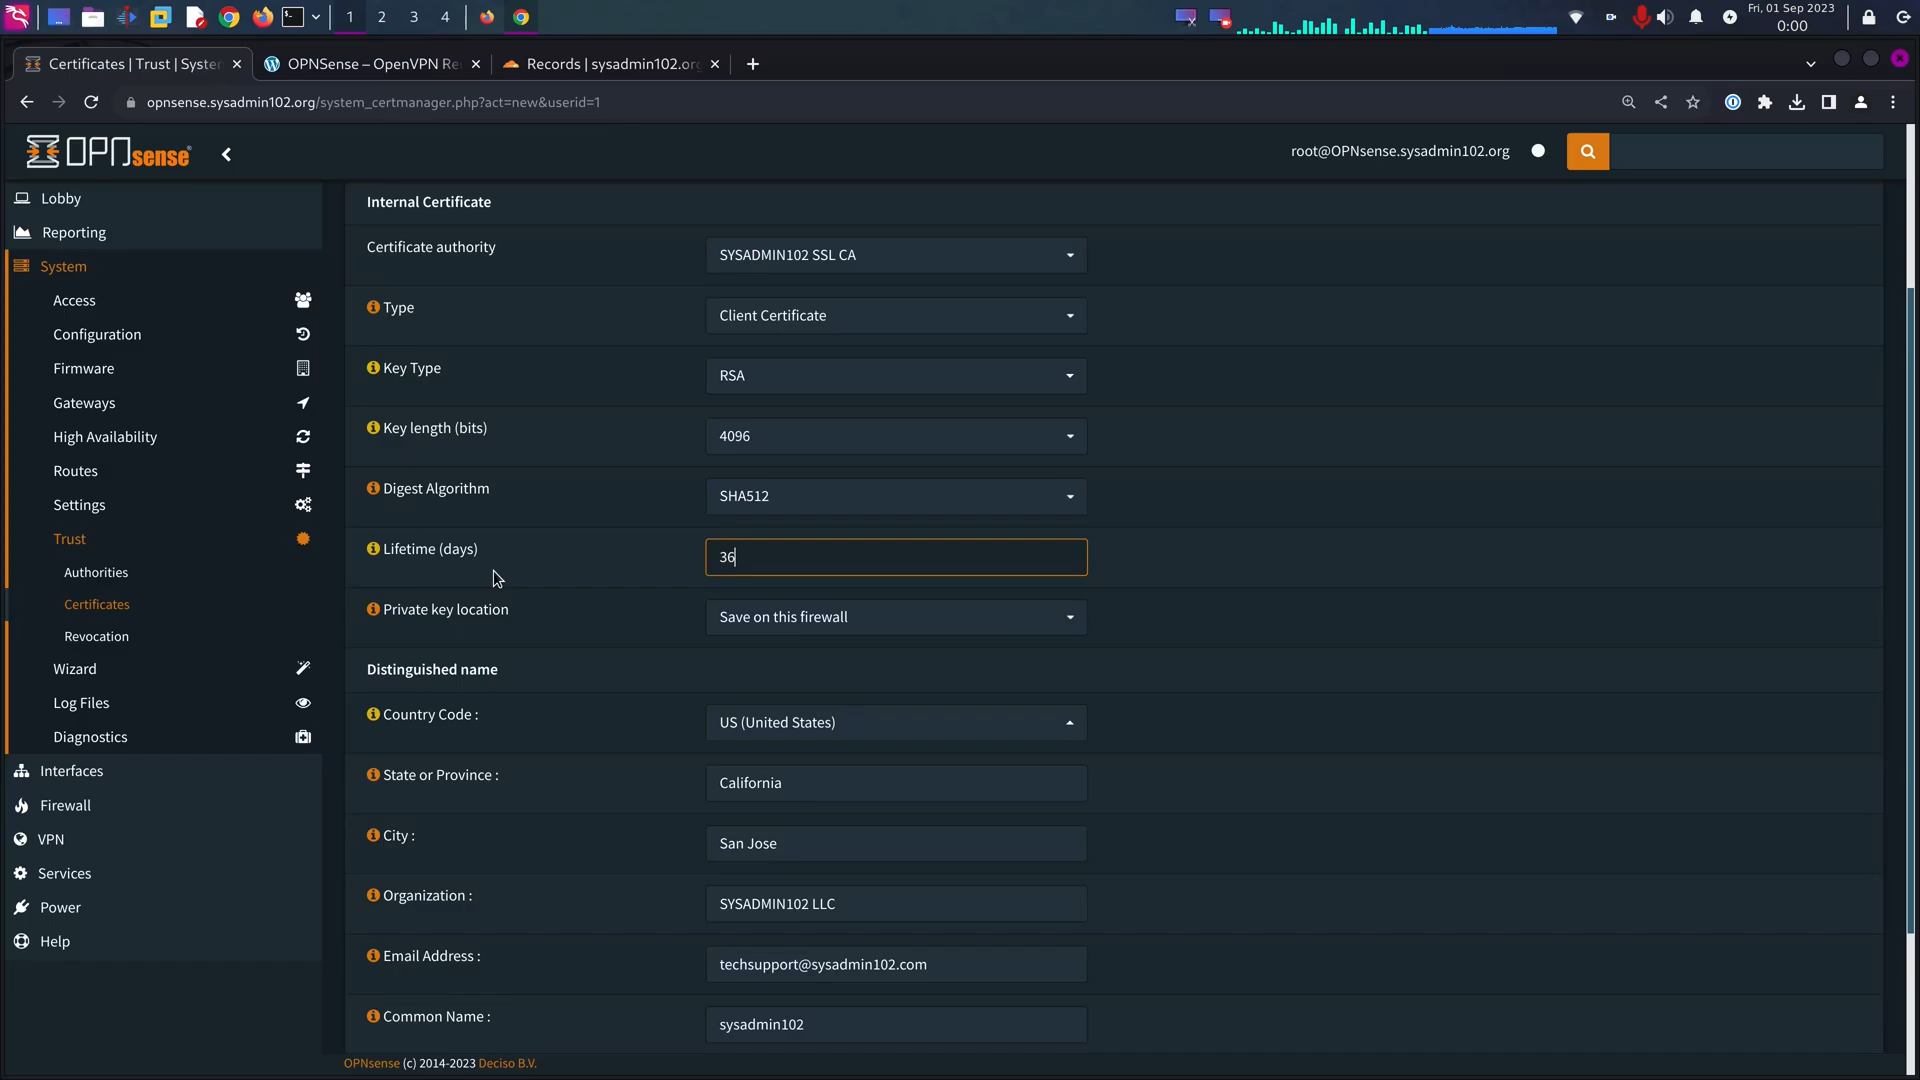 1 2 3 4
Fri, 01 Sep 2023
0:00
Certificates | Trust | Syste
OPNSense – OpenVPN R
Records | sysadmin102.or
opnsense.sysadmin102.org/system_certmanager.php?act=new&userid=1
OPNsense
root@OPNsense.sysadmin102.org
Lobby
Reporting
System
Access
Configuration
Firmware
Gateways
High Availability
Routes
Settings
Trust
Authorities
Certificates
Revocation
Wizard
Log Files
Diagnostics
Interfaces
Firewall
VPN
Services
Power
Help
Internal Certificate
Certificate authority
SYSADMIN102 SSL CA
Type
Client Certificate
Key Type
RSA
Key length (bits)
4096
Digest Algorithm
SHA512
Lifetime (days)
36
Private key location
Save on this firewall
Distinguished name
Country Code :
US (United States)
State or Province :
California
City :
San Jose
Organization :
SYSADMIN102 LLC
Email Address :
techsupport@sysadmin102.com
Common Name :
sysadmin102
OPNsense (c) 2014-2023 Deciso B.V.